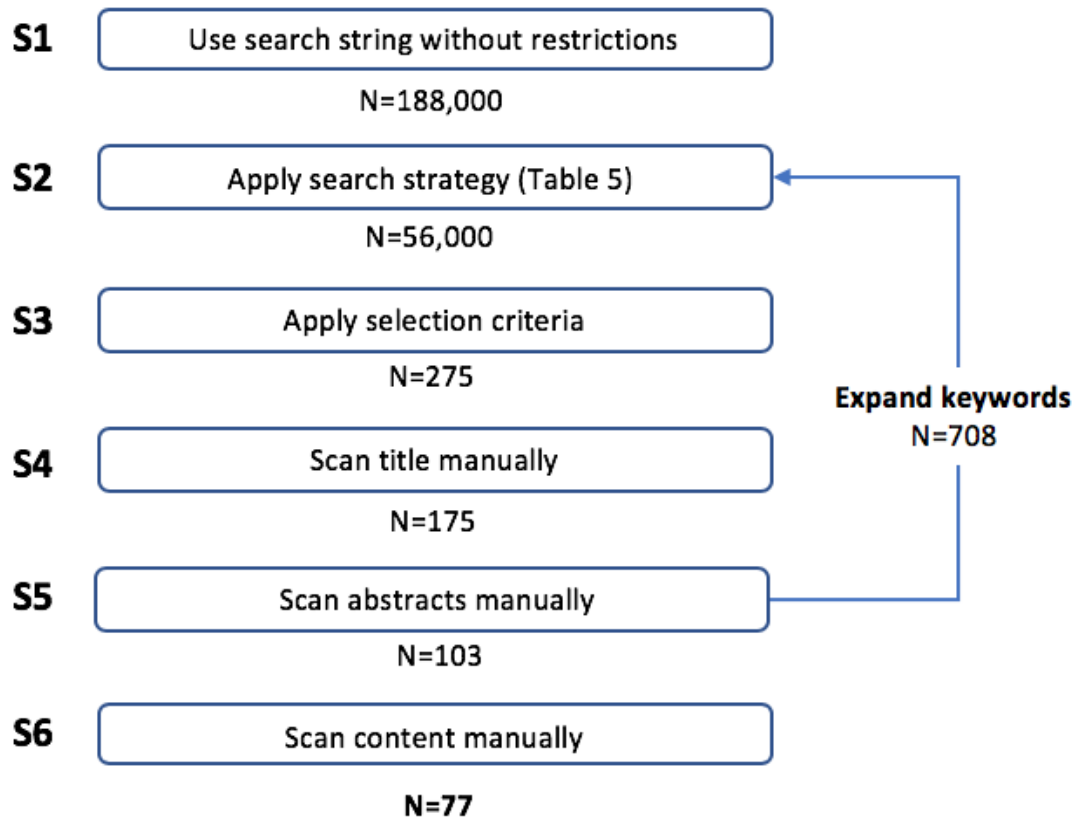 S1 Use search string without restrictions
N=188,000
S2 Apply search strategy (Table 5)
N=56,000
S3 Apply selection criteria
N=275
Expand keywords
N=708
S4 Scan title manually
N=175
S5 Scan abstracts manually
N=103
S6 Scan content manually
N=77